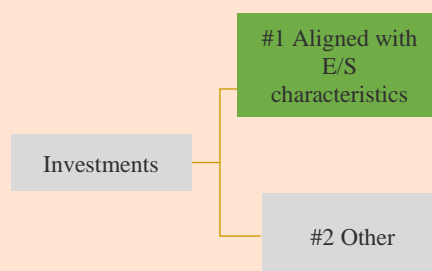 #1 Aligned with
E/S
characteristics
Investments
#2 Other